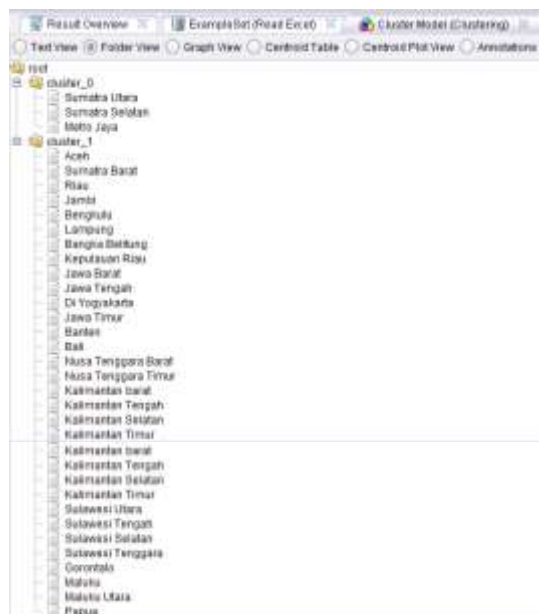 Result Overview ExampleSet (Read Excel) Cluster Model (Clustering)
Text View Folder View Graph View Centroid Table Centroid Plot View Annotations
root
cluster_0
Sumatra Utara
Sumatra Selatan
Metro Jaya
cluster_1
Aceh
Sumatra Barat
Riau
Jambi
Bengkulu
Lampung
Bangka Belitung
Kepulauan Riau
Jawa Barat
Jawa Tengah
Di Yogyakarta
Jawa Timur
Banten
Bali
Nusa Tenggara Barat
Nusa Tenggara Timur
Kalimantan barat
Kalimantan Tengah
Kalimantan Selatan
Kalimantan Timur
Kalimantan barat
Kalimantan Tengah
Kalimantan Selatan
Kalimantan Timur
Sulawesi Utara
Sulawesi Tengah
Sulawesi Selatan
Sulawesi Tenggara
Gorontalo
Maluku
Maluku Utara
Papua